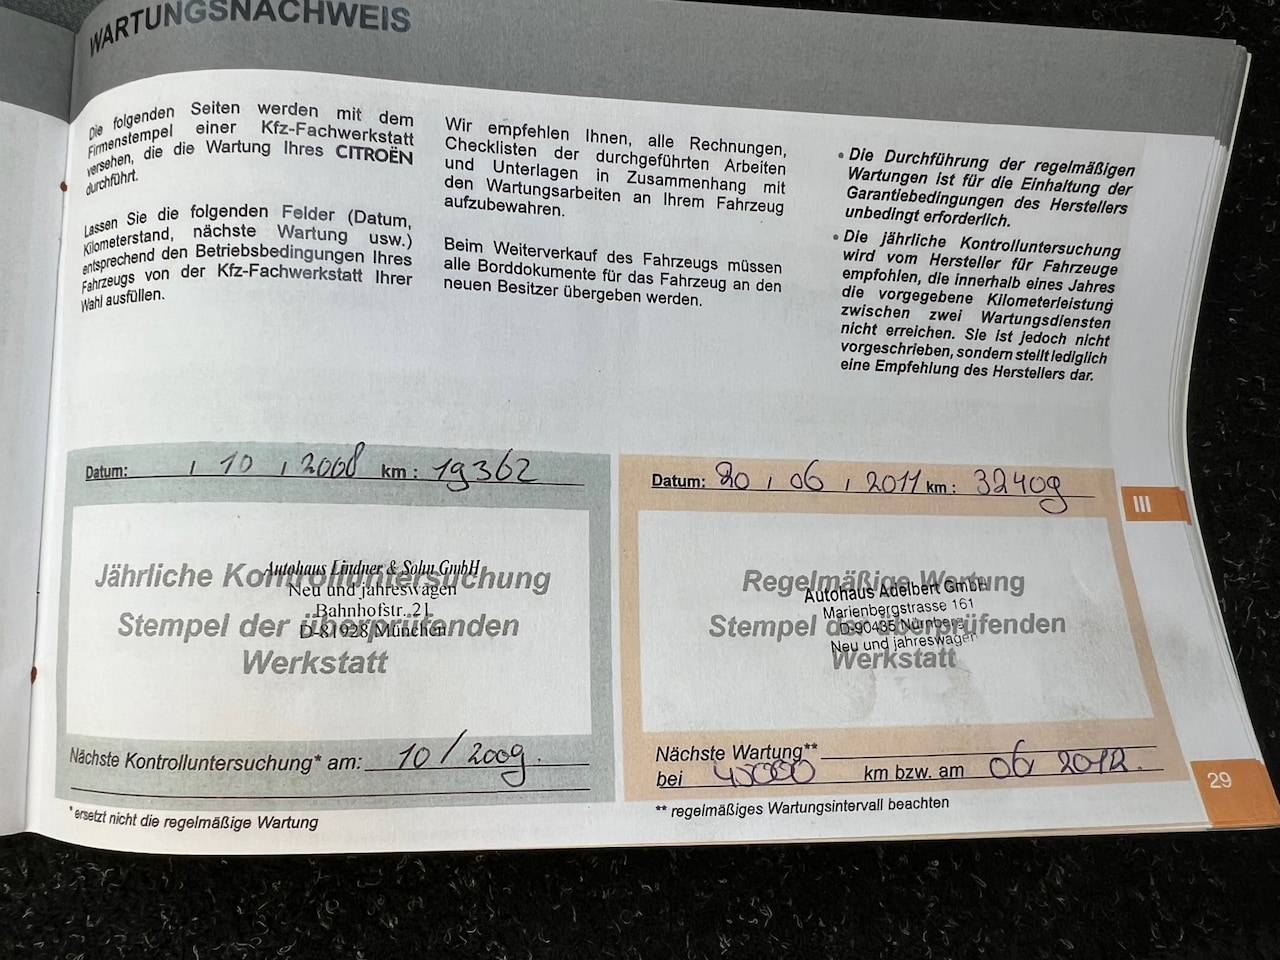 WARTUNGSNACHWEIS
Die folgenden Seiten werden mit dem
Firmenstempel einer Kfz-Fachwerkstatt
versehen, die die Wartung Ihres CITROËN
durchführt.
Lassen Sie die folgenden Felder (Datum,
Kilometerstand, nächste Wartung usw.)
entsprechend den Betriebsbedingungen Ihres
Fahrzeugs von der Kfz-Fachwerkstatt Ihrer
Wahl ausfüllen.
Wir empfehlen Ihnen, alle Rechnungen,
Checklisten der durchgeführten Arbeiten
und Unterlagen in Zusammenhang mit
den Wartungsarbeiten an Ihrem Fahrzeug
aufzubewahren.
Beim Weiterverkauf des Fahrzeugs müssen
alle Borddokumente für das Fahrzeug an den
neuen Besitzer übergeben werden.
• Die Durchführung der regelmäßigen
Wartungen ist für die Einhaltung der
Garantiebedingungen des Herstellers
unbedingt erforderlich.
• Die jährliche Kontrolluntersuchung
wird vom Hersteller für Fahrzeuge
empfohlen, die innerhalb eines Jahres
die vorgegebene Kilometerleistung
zwischen zwei Wartungsdiensten
nicht erreichen. Sie ist jedoch nicht
vorgeschrieben, sondern stellt lediglich
eine Empfehlung des Herstellers dar.
Datum: / 10 / 2008 km : 19362
Jährliche Kontrolluntersuchung
Stempel der überprüfenden
Werkstatt
Autohaus Lindner & Sohn GmbH
Neu und jahreswagen
Bahnhofstr. 21
D-81928 München
Nächste Kontrolluntersuchung* am: 10 / 2009.
* ersetzt nicht die regelmäßige Wartung
Datum: 20 / 06 / 2011 km : 32409
Regelmäßige Wartung
Stempel der überprüfenden
Werkstatt
Autohaus Adelbert GmbH
Marienbergstrasse 161
D-90435 Nürnberg
Neu und jahreswagen
Nächste Wartung**
bei 45000 km bzw. am 06 2012.
** regelmäßiges Wartungsintervall beachten
III
29